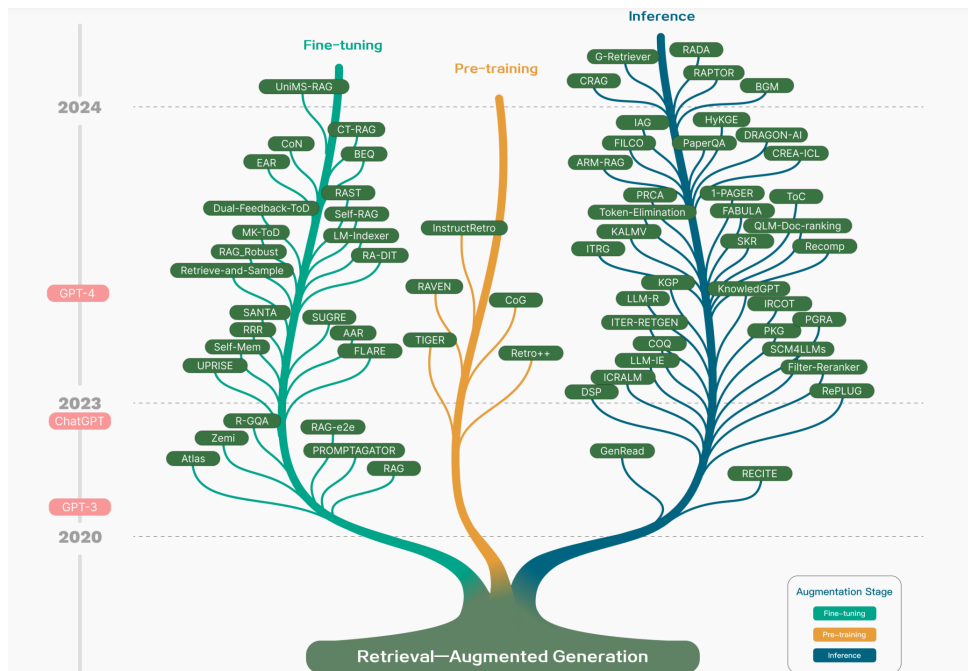 Inference
Fine-tuning
Pre-training
2024
GPT-4
2023
ChatGPT
GPT-3
2020
UniMS-RAG
CT-RAG
CoN
BEQ
EAR
RAST
Dual-Feedback-ToD
Self-RAG
MK-ToD
LM-Indexer
RAG_Robust
RA-DIT
Retrieve-and-Sample
SANTA
SUGRE
RRR
AAR
Self-Mem
FLARE
UPRISE
R-GQA
RAG-e2e
Zemi
PROMPTAGATOR
Atlas
RAG
InstructRetro
RAVEN
CoG
TIGER
Retro++
RADA
G-Retriever
RAPTOR
CRAG
BGM
HyKGE
IAG
DRAGON-AI
FILCO
PaperQA
CREA-ICL
ARM-RAG
PRCA
1-PAGER
ToC
Token-Elimination
FABULA
QLM-Doc-ranking
KALMV
SKR
Recomp
ITRG
KGP
KnowledGPT
LLM-R
IRCOT
ITER-RETGEN
PGRA
PKG
COQ
SCM4LLMs
LLM-IE
Filter-Reranker
ICRALM
DSP
RePLUG
GenRead
RECITE
Augmentation Stage
Fine-tuning
Pre-training
Inference
Retrieval—Augmented Generation